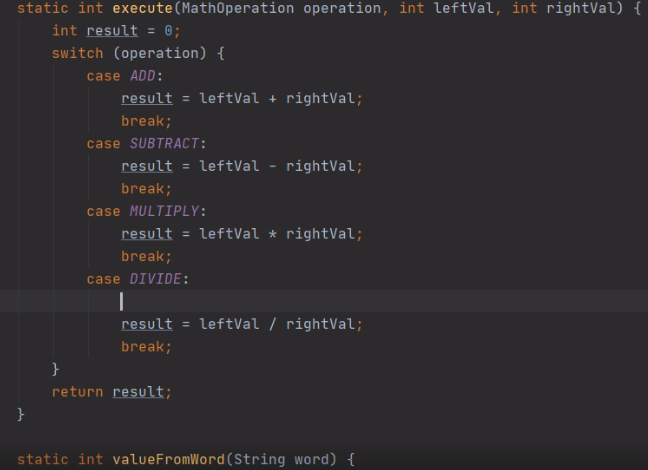 static int execute(MathOperation operation, int leftVal, int rightVal) {
    int result = 0;
    switch (operation) {
        case ADD:
            result = leftVal + rightVal;
            break;
        case SUBTRACT:
            result = leftVal - rightVal;
            break;
        case MULTIPLY:
            result = leftVal * rightVal;
            break;
        case DIVIDE:
            result = leftVal / rightVal;
            break;
    }
    return result;
}
static int valueFromWord(String word) {